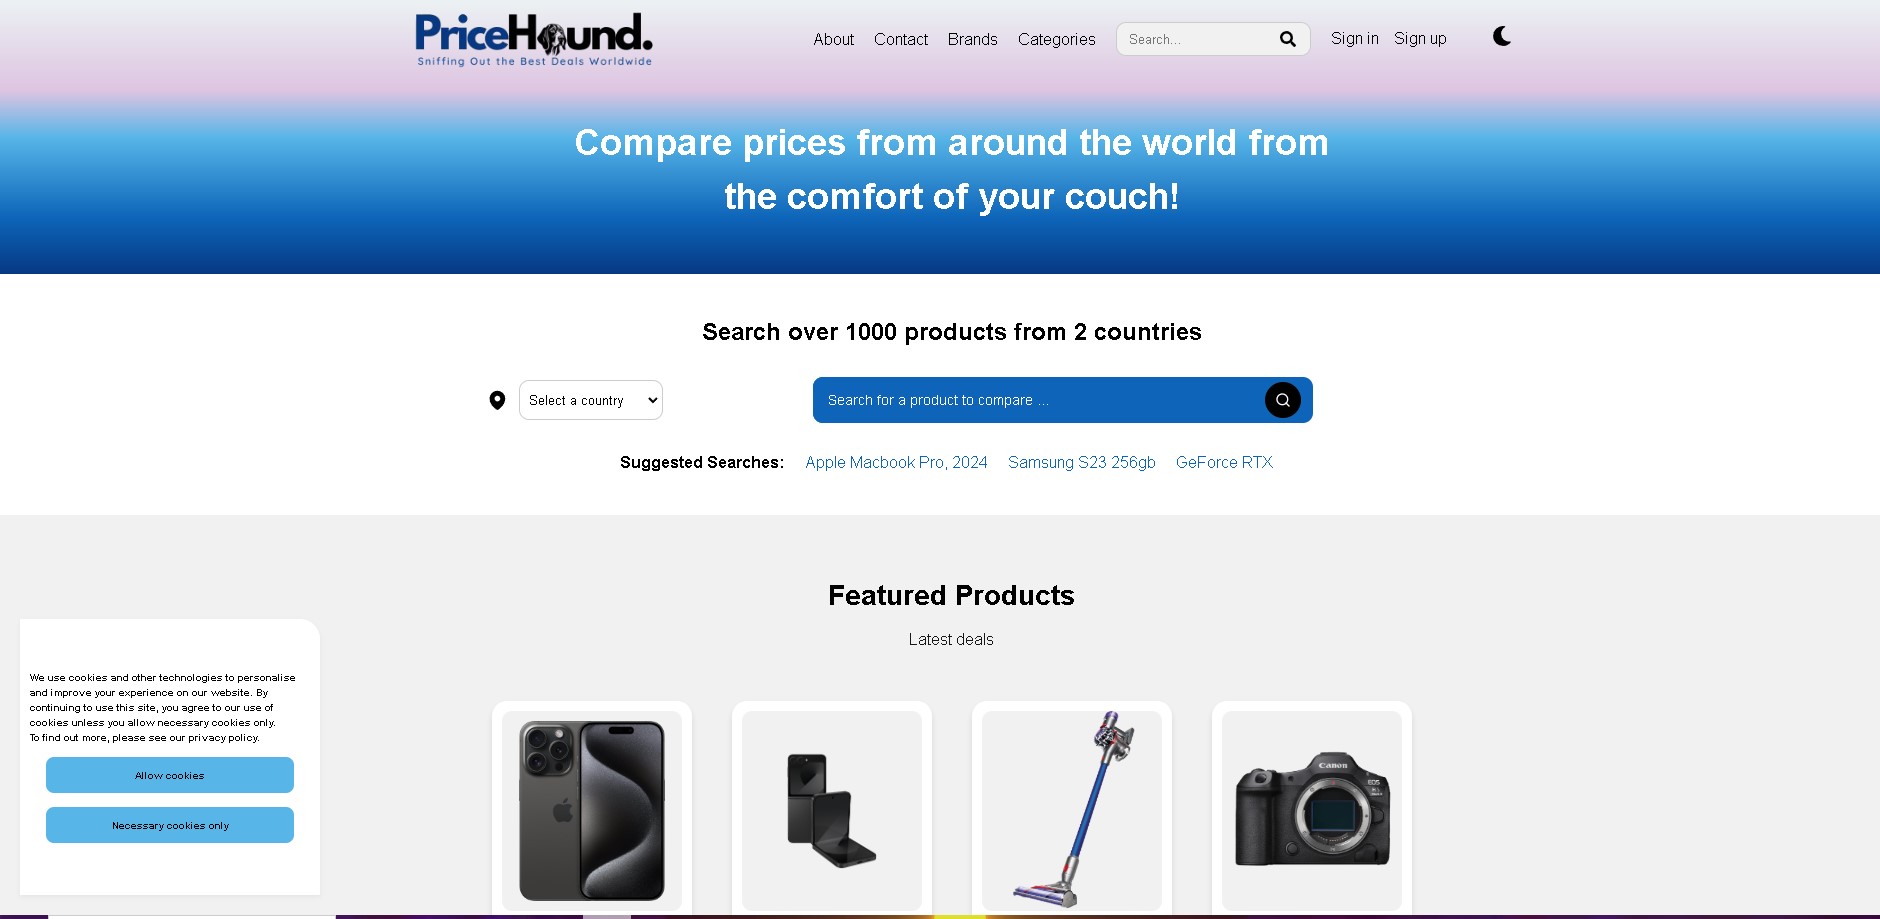 PriceHound.
Sniffing Out the Best Deals Worldwide
About
Contact
Brands
Categories
Search...
Sign in
Sign up
Compare prices from around the world from
the comfort of your couch!
Search over 1000 products from 2 countries
Select a country
Search for a product to compare ...
Suggested Searches:
Apple Macbook Pro, 2024
Samsung S23 256gb
GeForce RTX
Featured Products
Latest deals
We use cookies and other technologies to personalise
and improve your experience on our website. By
continuing to use this site, you agree to our use of
cookies unless you allow necessary cookies only.
To find out more, please see our privacy policy.
Allow cookies
Necessary cookies only
Canon
EOS